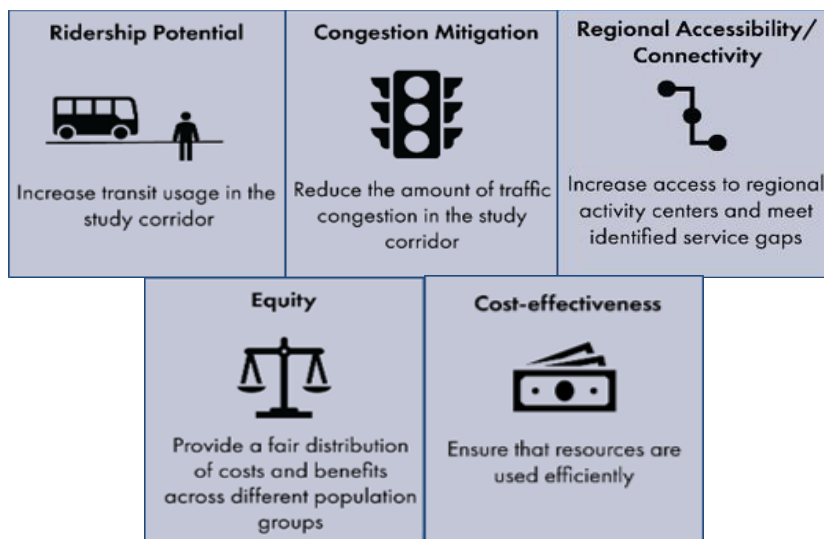 Ridership Potential
Increase transit usage in the
study corridor
Congestion Mitigation
Reduce the amount of traffic
congestion in the study
corridor
Regional Accessibility/
Connectivity
Increase access to regional
activity centers and meet
identified service gaps
Equity
Provide a fair distribution
of costs and benefits
across different population
groups
Cost-effectiveness
Ensure that resources are
used efficiently